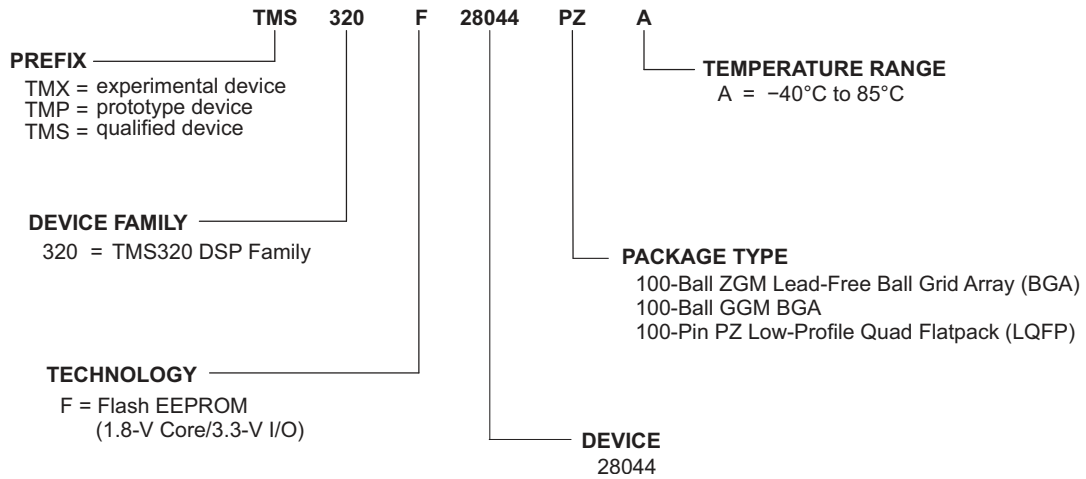 TMS 320 F 28044 PZ A
PREFIX
TMX = experimental device
TMP = prototype device
TMS = qualified device
TEMPERATURE RANGE
A = −40°C to 85°C
DEVICE FAMILY
320 = TMS320 DSP Family
PACKAGE TYPE
100-Ball ZGM Lead-Free Ball Grid Array (BGA)
100-Ball GGM BGA
100-Pin PZ Low-Profile Quad Flatpack (LQFP)
TECHNOLOGY
F = Flash EEPROM
(1.8-V Core/3.3-V I/O)
DEVICE
28044